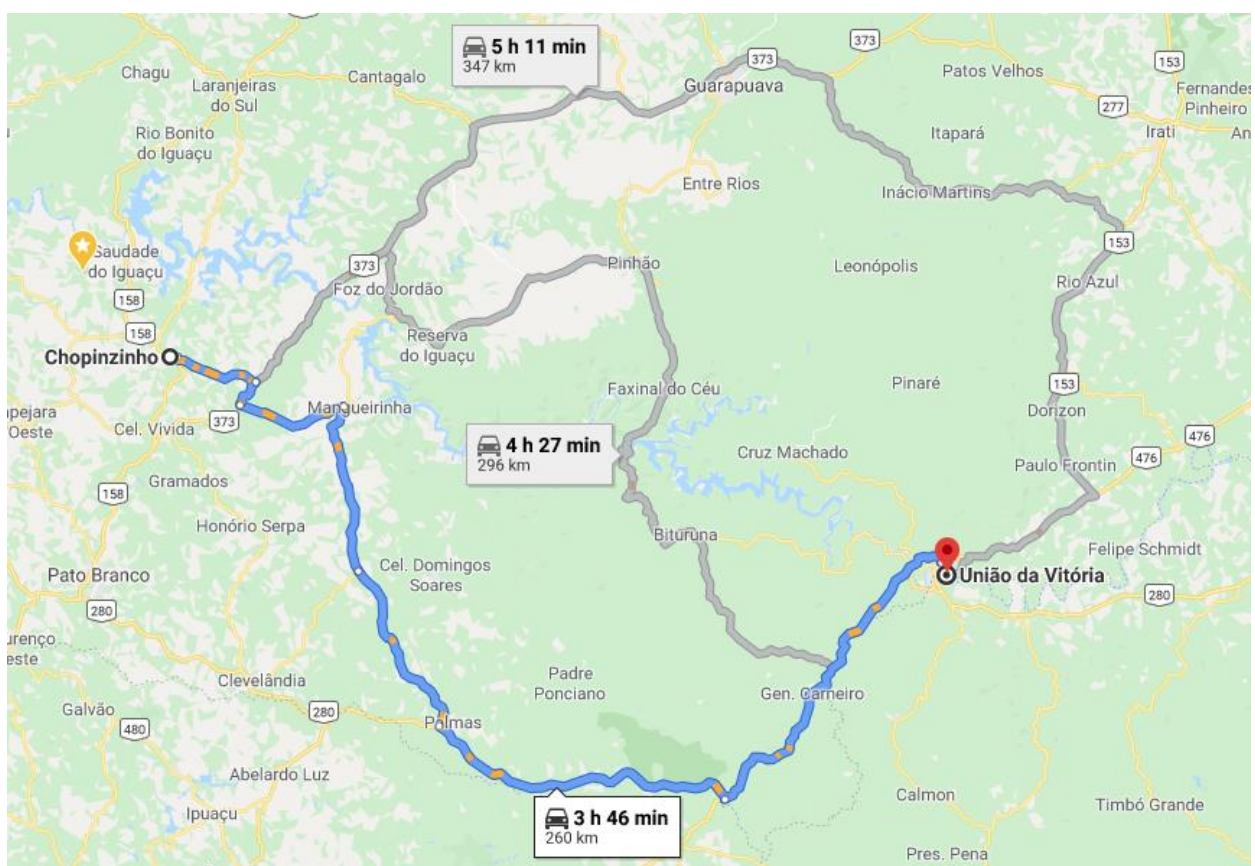 5 h 11 min
347 km
373
153
Chagu
Cantagalo
373
Patos Velhos
Laranjeiras
do Sul
Guarapuava
Fernandes
Pinheiro
277
Rio Bonito
do Iguaçu
Itapará
Irati
An
Entre Rios
Inácio Martins
Saudade
do Iguaçu
153
373
Pinhão
Leonópolis
Rio Azul
Foz do Jordão
158
158
Reserva
do Iguaçu
Chopinzinho
Faxinal do Céu
Pinaré
153
Mangueirinha
Dorizon
apejara
Oeste
Cel. Vivida
373
476
4 h 27 min
296 km
Cruz Machado
476
Paulo Frontin
Gramados
158
Honório Serpa
Bituruna
Felipe Schmidt
Cel. Domingos
Soares
União da Vitória
Pato Branco
280
280
urenço
este
Padre
Ponciano
Clevelândia
Gen. Carneiro
Galvão
280
480
Palmas
Abelardo Luz
Calmon
Timbó Grande
Ipuaçu
3 h 46 min
260 km
Pres. Pena